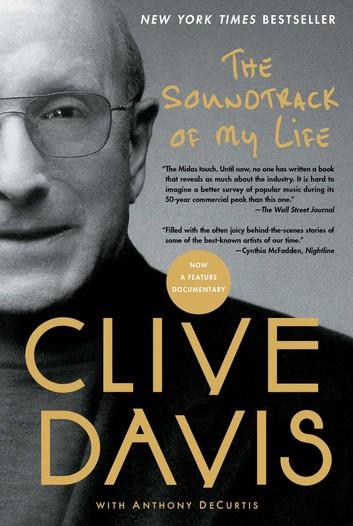 NEW YORK TIMES BESTSELLER
THE
SOUNDTRACK
OF MY LIFE
"The Midas touch. Until now, no one has written a book
that reveals as much about the industry. It is hard to
imagine a better survey of popular music during its
50-year commercial peak than this one."
—The Wall Street Journal
"Filled with the often juicy behind-the-scenes stories of
some of the best-known artists of our time."
—Cynthia McFadden, Nightline
NOW
A FEATURE
DOCUMENTARY
CLIVE
DAVIS
WITH ANTHONY DECURTIS